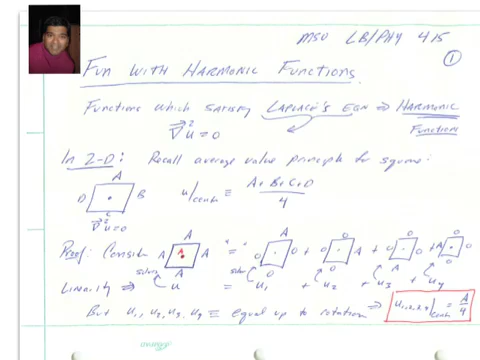 MSU LB/PHY 415
1
FUN WITH HARMONIC FUNCTIONS.
FUNCTIONS WHICH SATISFY LAPLACE'S EQN ⇒ HARMONIC FUNCTIONS
∇²u = 0
In 2-D: Recall average value principle for square:
A
D B
C
∇²u = 0
u/center = A+B+C+D / 4
Proof: Consider A A A A A "=" A O O O + O O A O + O O O + A O O O
Linearity ⇒ solves u = solves u₁ + u₂ + u₃ + u₄
But u₁, u₂, u₃, u₄ ≡ equal up to rotation ⇒ u₁,₂,₃,₄/center = A/4